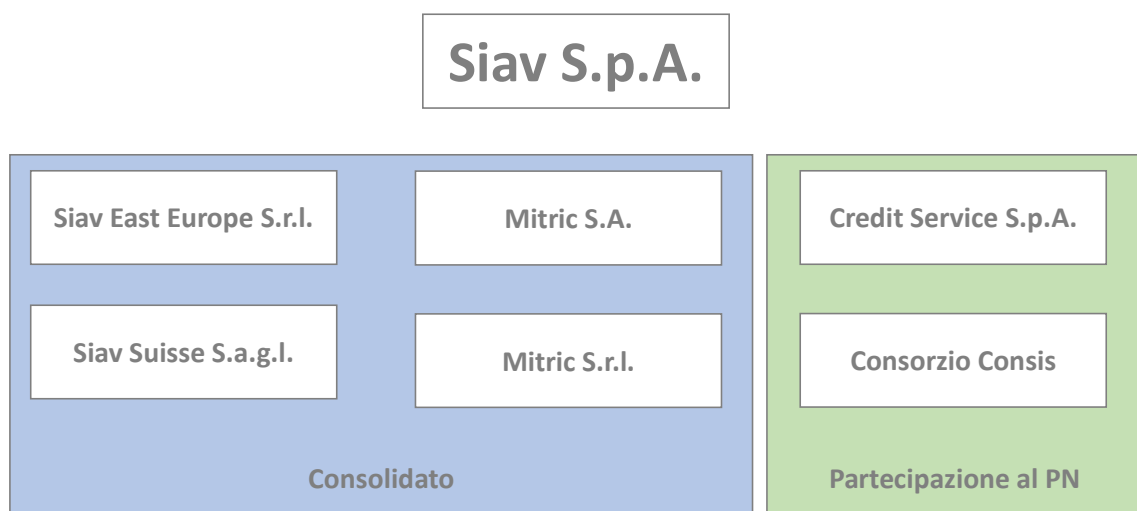 Siav S.p.A.
Siav East Europe S.r.l.
Mitric S.A.
Credit Service S.p.A.
Siav Suisse S.a.g.l.
Mitric S.r.l.
Consorzio Consis
Consolidato
Partecipazione al PN